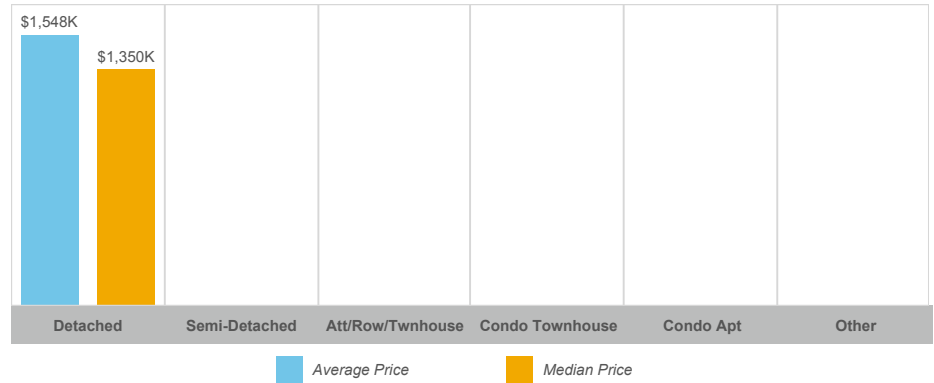 $1,548K
$1,350K
Detached
Semi-Detached
Att/Row/Twnhouse
Condo Townhouse
Condo Apt
Other
Average Price
Median Price